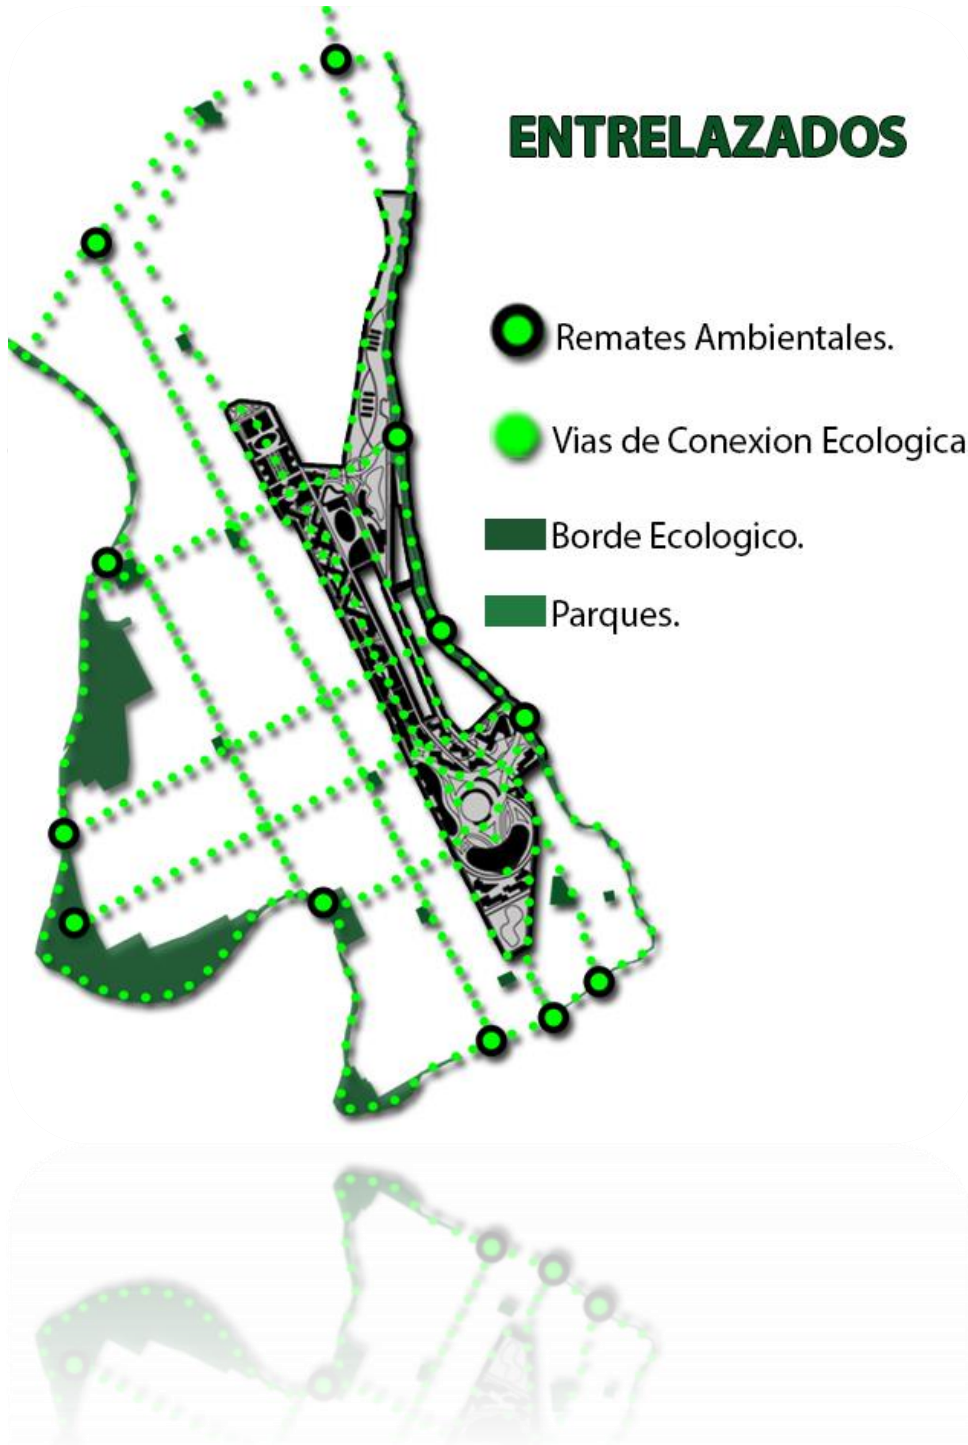 ENTRELAZADOS
Remates Ambientales.
Vias de Conexion Ecologica
Borde Ecologico.
Parques.